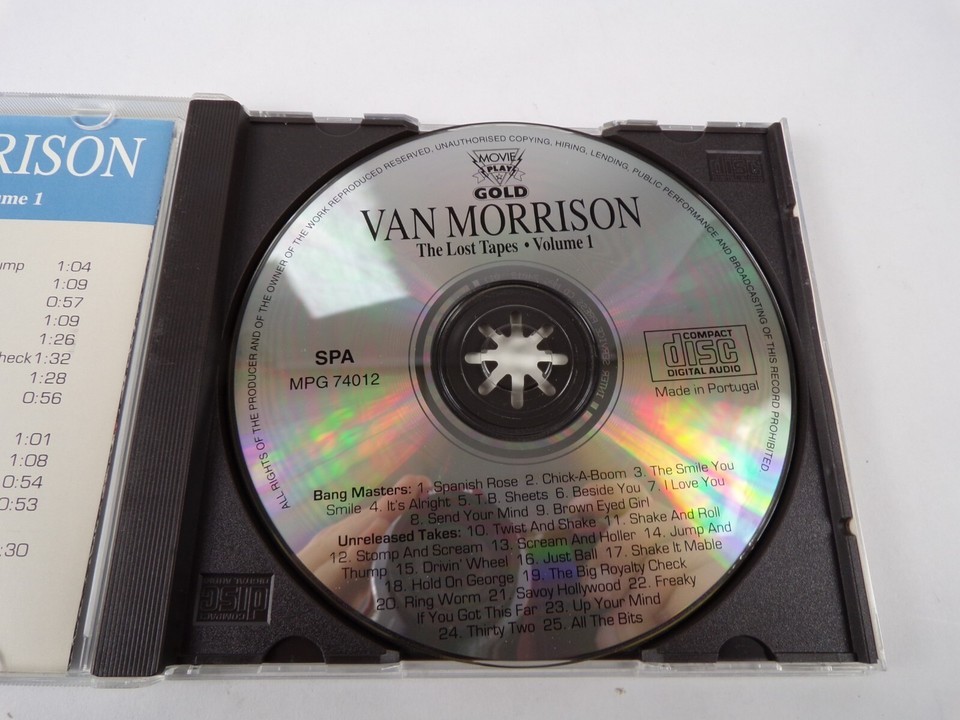 RISON
ume 1
ump 1:04
1:09
0:57
1:09
1:26
heck 1:32
1:28
0:56
1:01
1:08
0:54
0:53
:30
ALL RIGHTS OF THE PRODUCER AND OF THE OWNER OF THE WORK REPRODUCED RESERVED. UNAUTHORISED COPYING, HIRING, LENDING, PUBLIC PERFORMANCE AND BROADCASTING OF THIS RECORD PROHIBITED
MOVIE
PLAY
GOLD
VAN MORRISON
The Lost Tapes • Volume 1
SPA
MPG 74012
COMPACT
disc
DIGITAL AUDIO
Made in Portugal
Bang Masters: 1. Spanish Rose 2. Chick-A-Boom 3. The Smile You
Smile 4. It's Alright 5. T.B. Sheets 6. Beside You 7. I Love You
8. Send Your Mind 9. Brown Eyed Girl
Unreleased Takes: 10. Twist And Shake 11. Shake And Roll
12. Stomp And Scream 13. Scream And Holler 14. Jump And
Thump 15. Drivin' Wheel 16. Just Ball 17. Shake It Mable
18. Hold On George 19. The Big Royalty Check
20. Ring Worm 21. Savoy Hollywood 22. Freaky
If You Got This Far 23. Up Your Mind
24. Thirty Two 25. All The Bits
COMPACT
disc
DIGITAL AUDIO
disc